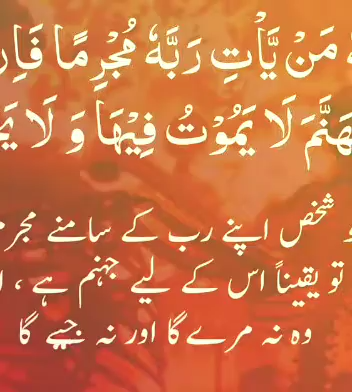 مَنْ يَّاْتِ رَبَّهٗ مُجْرِمًا فَاِنَّ
جَهَنَّمَ لَا يَمُوْتُ فِيْهَا وَ لَا يَ
شخص اپنے رب کے سامنے مجرم
تو یقیناً اس کے لیے جہنم ہے ،
وہ نہ مرے گا اور نہ جیے گا